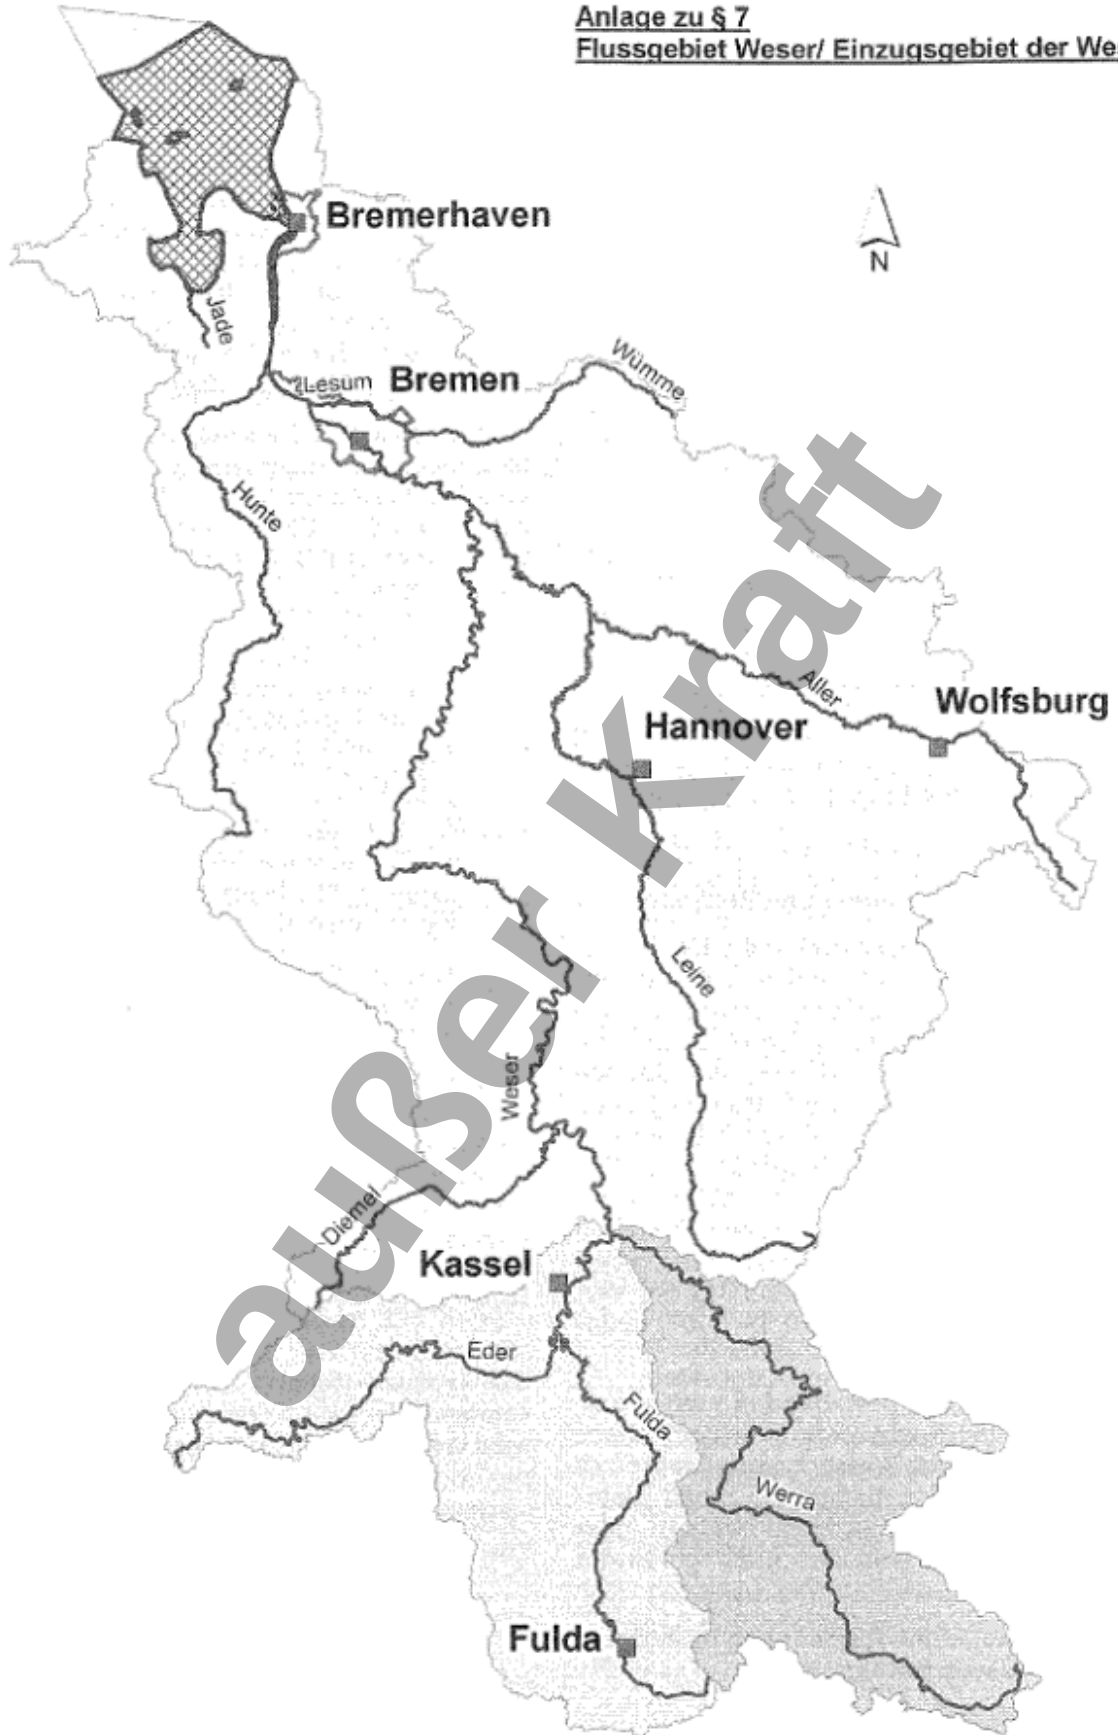 Anlage zu § 7
Flussgebiet Weser/ Einzugsgebiet der We
Bremerhaven
N
Jade
Lesum
Bremen
Wümme
Hunte
Aller
Wolfsburg
Hannover
Leine
Weser
Diemel
Kassel
Eder
Fulda
Werra
Fulda
außer Kraft